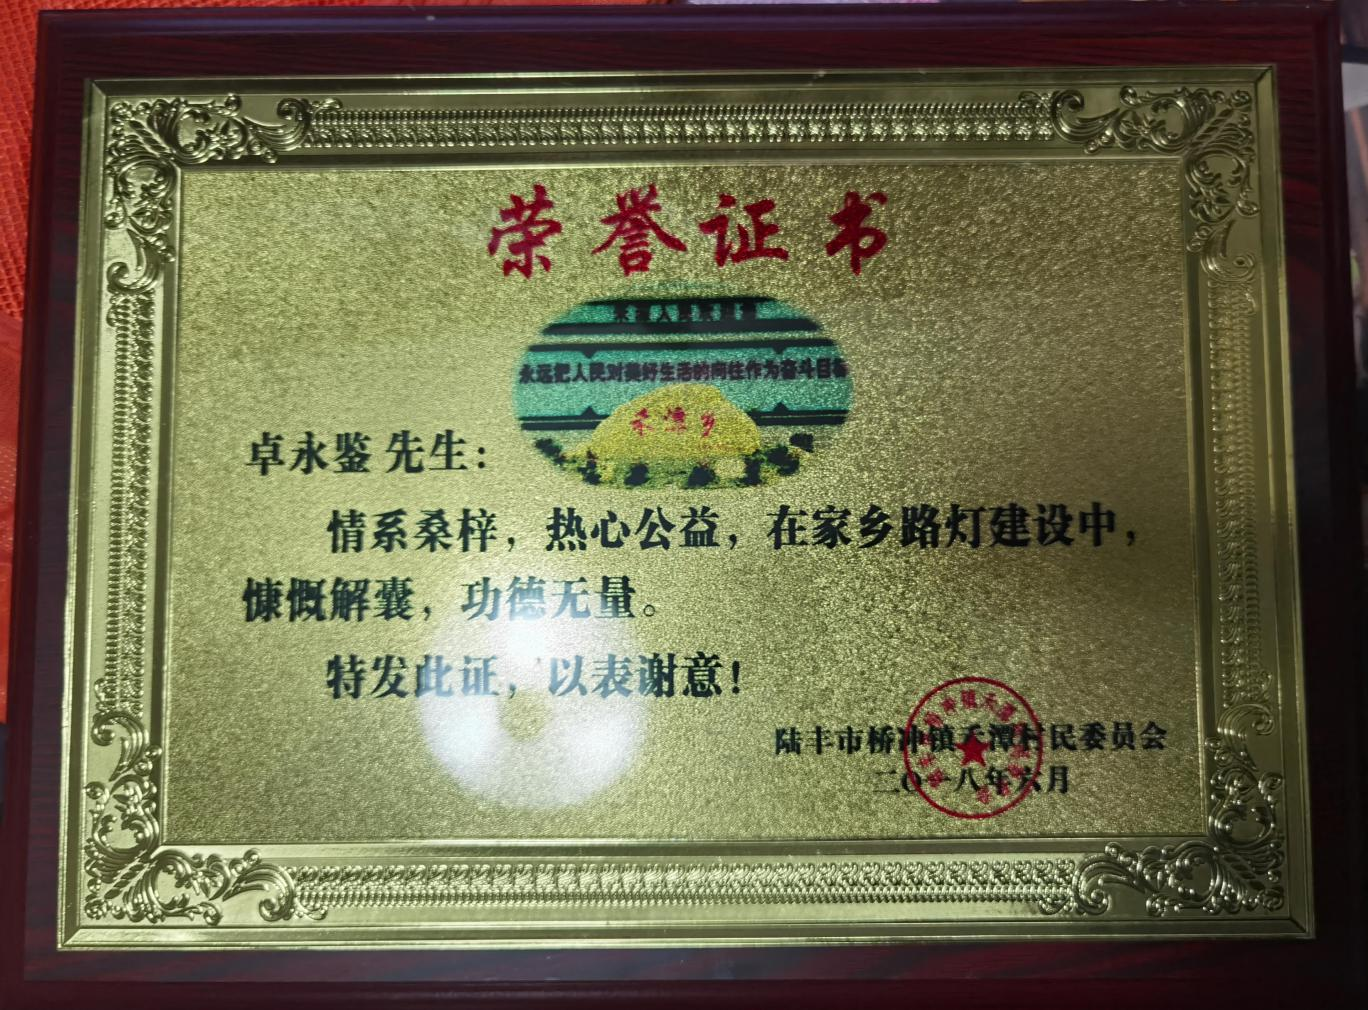 荣誉证书
永远把人民对美好生活的向往作为奋斗目标
禾潭乡
卓永鉴 先生：
情系桑梓，热心公益，在家乡路灯建设中，
慷慨解囊，功德无量。
特发此证，以表谢意！
陆丰市桥冲镇禾潭村民委员会
二〇一八年六月